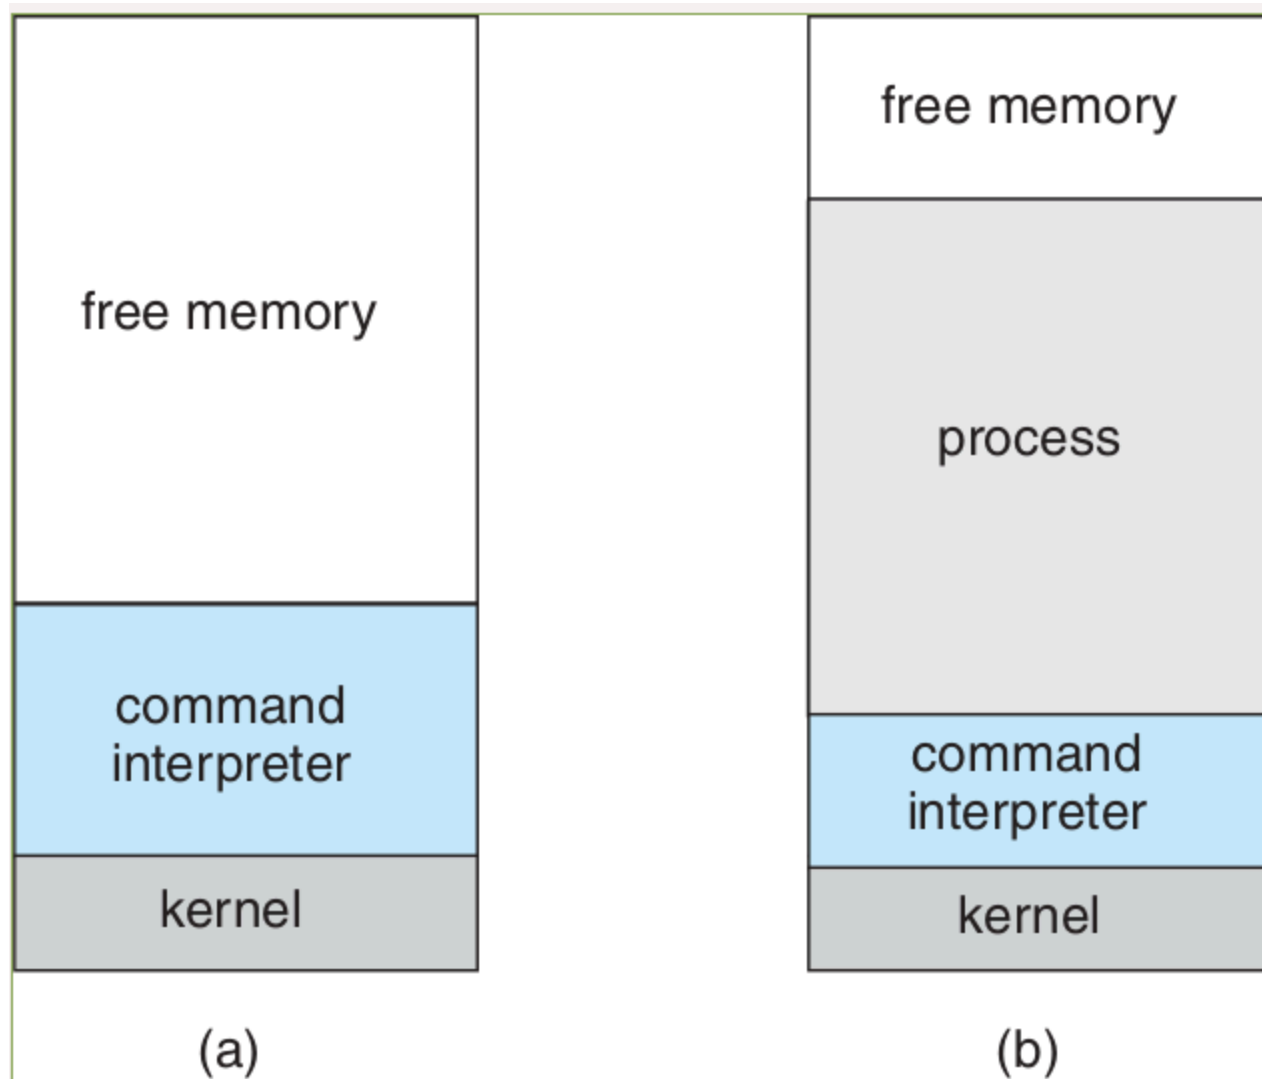 free memory
command
interpreter
kernel
(a)
free memory
process
command
interpreter
kernel
(b)